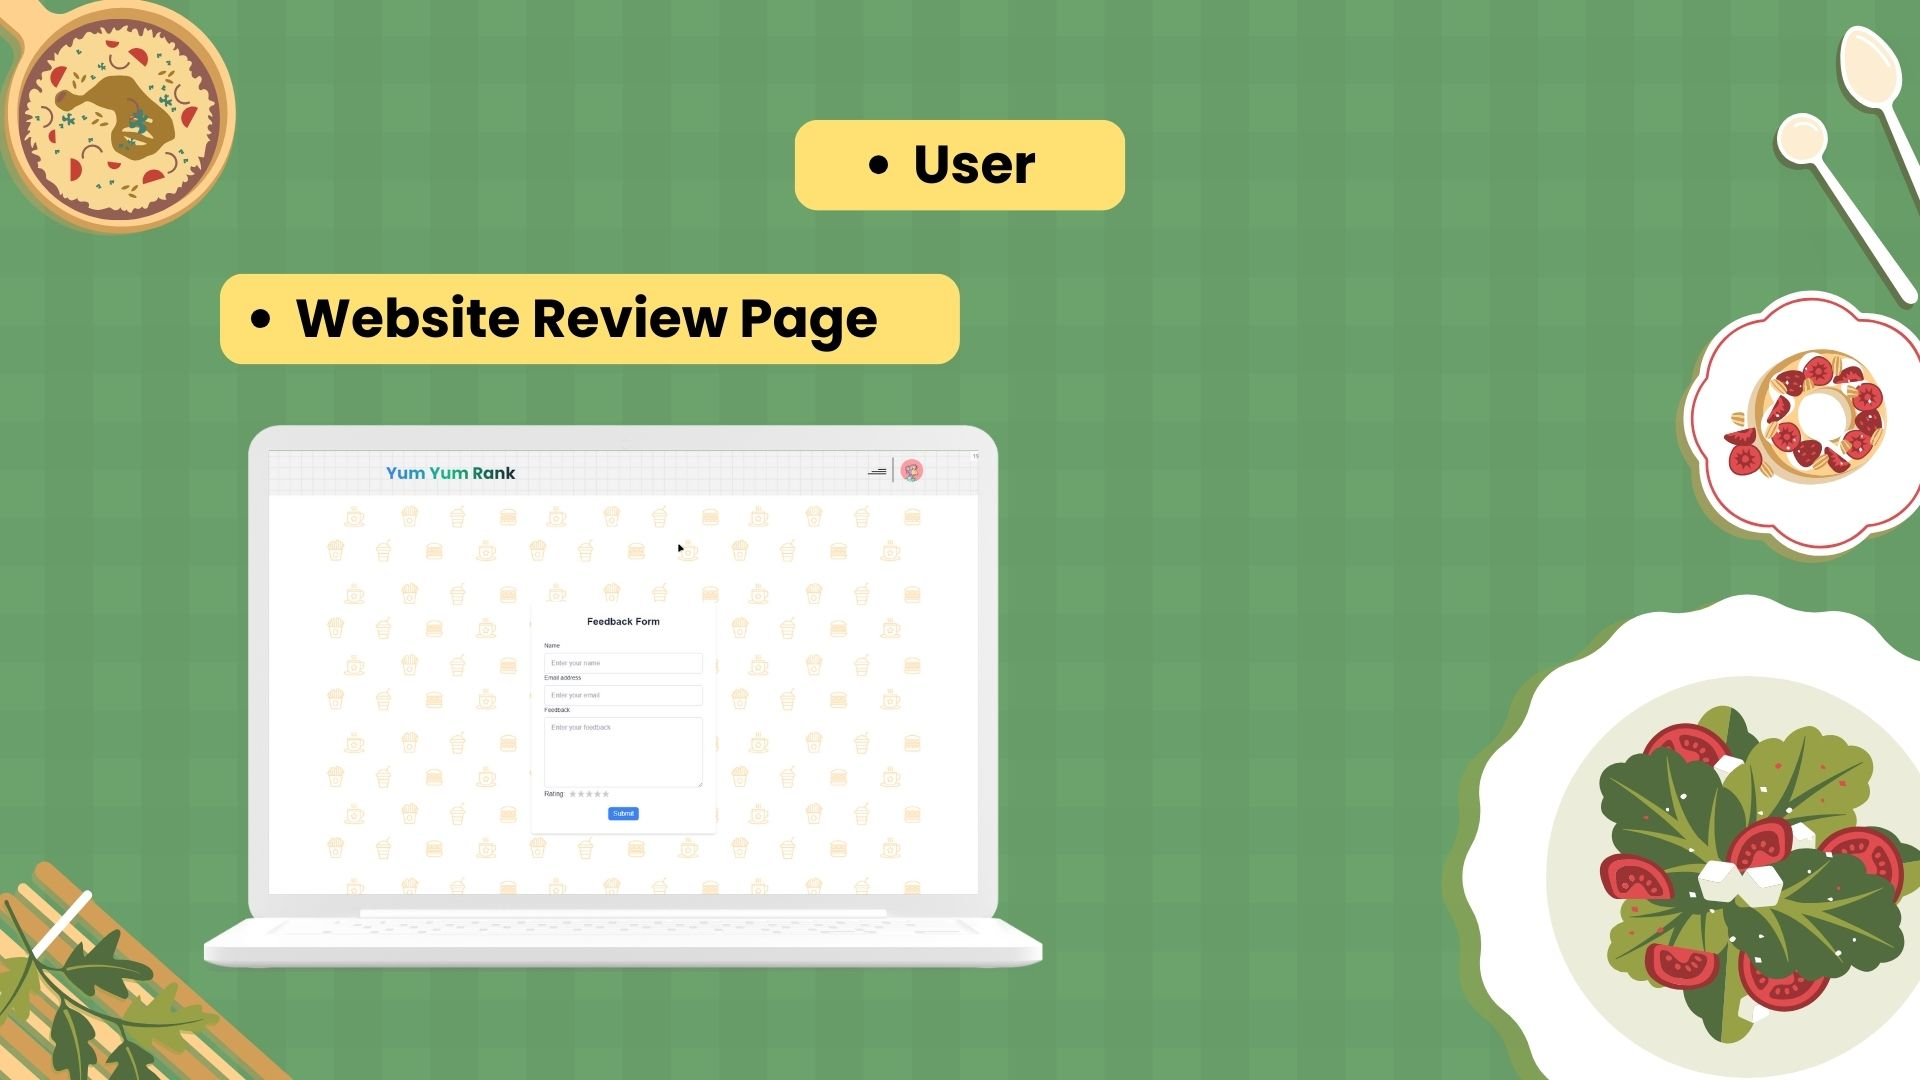 • User
• Website Review Page
Yum Yum Rank
Feedback Form
Name
Enter your name
Email address
Enter your email
Feedback
Enter your feedback
Rating:
Submit